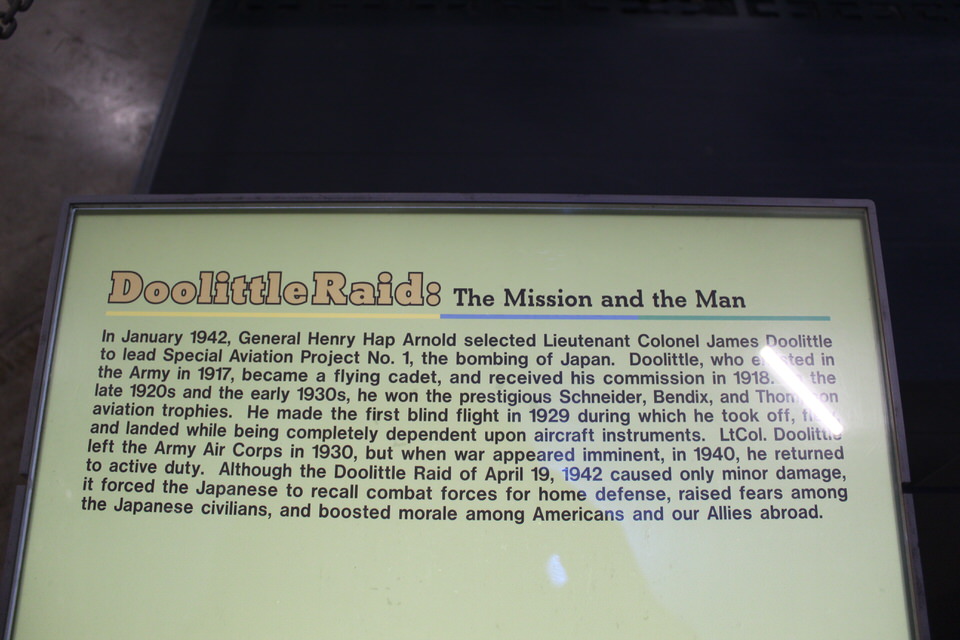 Doolittle Raid: The Mission and the Man
In January 1942, General Henry Hap Arnold selected Lieutenant Colonel James Doolittle
to lead Special Aviation Project No. 1, the bombing of Japan. Doolittle, who in
the Army in 1917, became a flying cadet, and received his commission in 1918. the
late 1920s and the early 1930s, he won the prestigious Schneider, Bendix, and Thompson
aviation trophies. He made the first blind flight in 1929 during which he took off,
and landed while being completely dependent upon aircraft instruments. LtCol. Doolittle
left the Army Air Corps in 1930, but when war appeared imminent, in 1940, he returned
to active duty. Although the Doolittle Raid of April 19, 1942 caused only minor damage,
it forced the Japanese to recall combat forces for home defense, raised fears among
the Japanese civilians, and boosted morale among Americans and our Allies abroad.